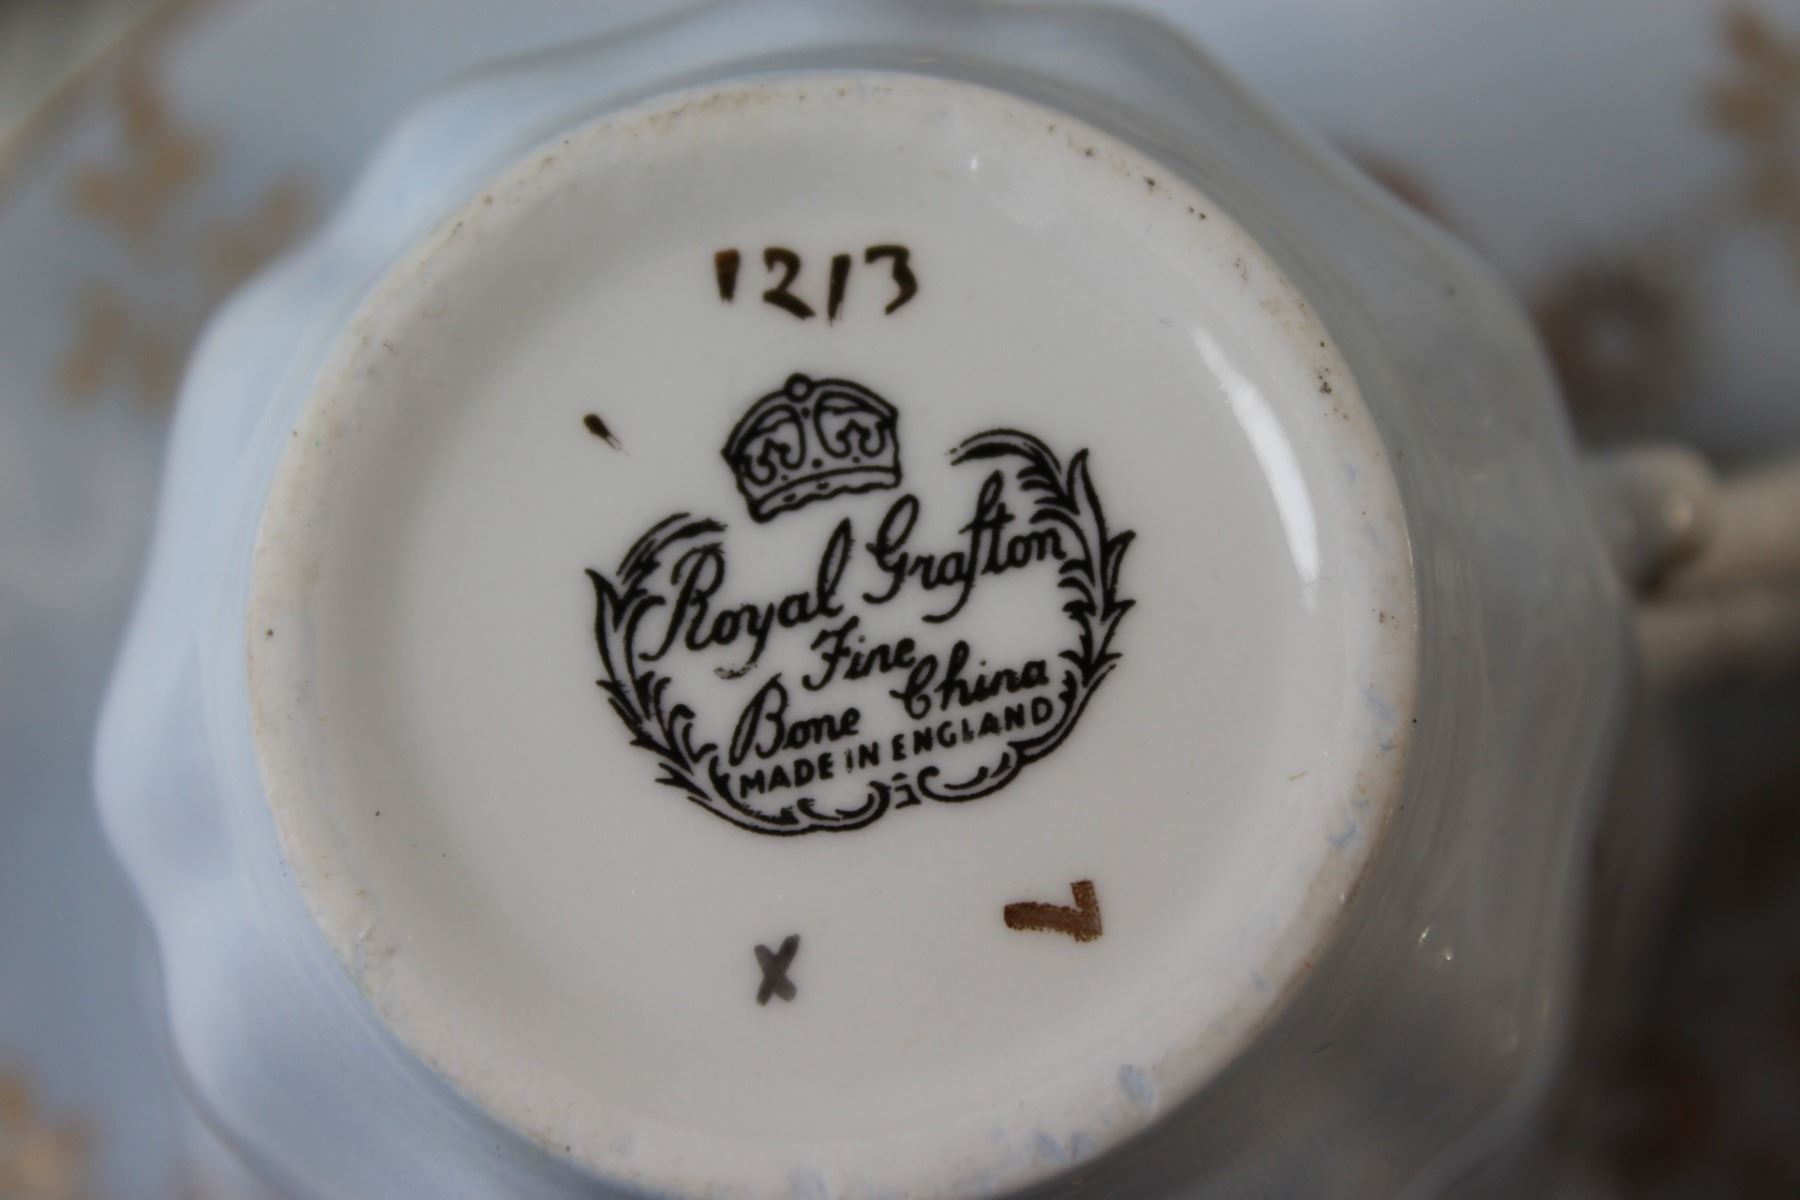 1213
Royal Grafton
Fine
Bone China
MADE IN ENGLAND
X